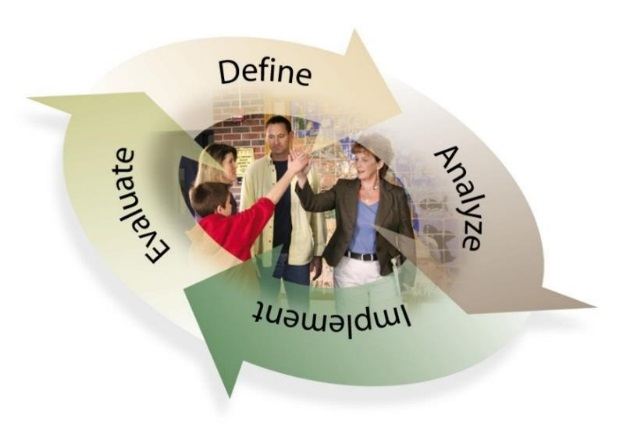 Define
Analyze
Implement
Evaluate